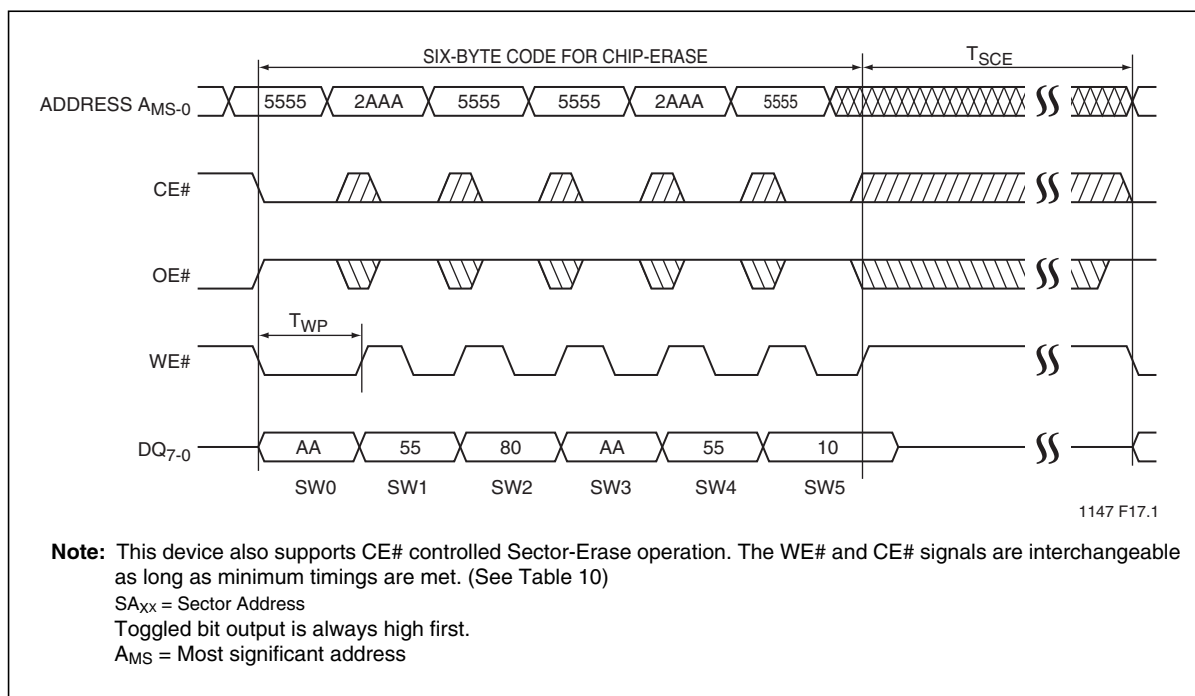 SIX-BYTE CODE FOR CHIP-ERASE
TSCE
ADDRESS AMS-0
5555 2AAA 5555 5555 2AAA 5555
CE#
OE#
TWP
WE#
DQ7-0
AA 55 80 AA 55 10
SW0 SW1 SW2 SW3 SW4 SW5
1147 F17.1
Note: This device also supports CE# controlled Sector-Erase operation. The WE# and CE# signals are interchangeable
as long as minimum timings are met. (See Table 10)
SAXX = Sector Address
Toggled bit output is always high first.
AMS = Most significant address